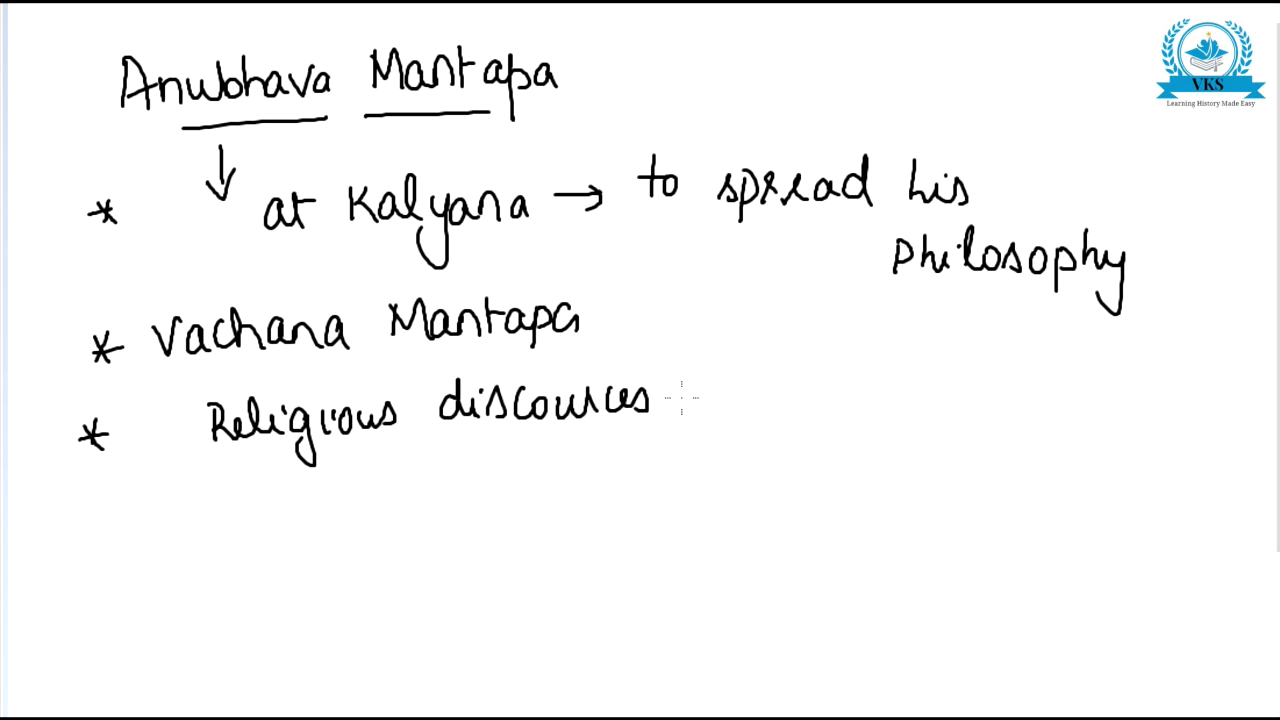 Anubhava Mantapa
VKS
Learning History Made Easy
↓
* at Kalyana → to spread his
Philosophy
* Vachana Mantapa
* Religious discources